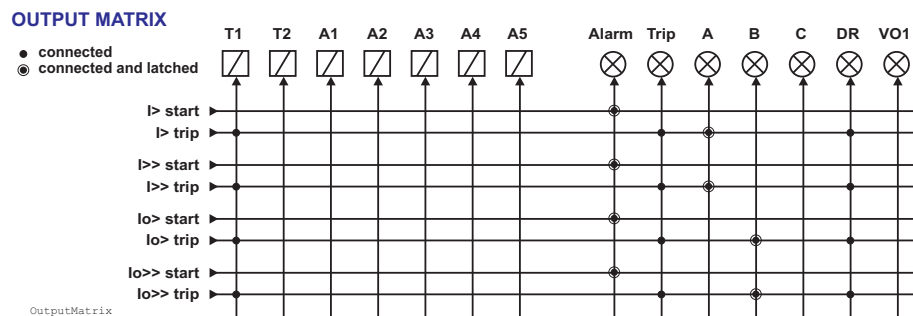 OUTPUT MATRIX
connected
connected and latched
T1 T2 A1 A2 A3 A4 A5 Alarm Trip A B C DR VO1
I> start
I> trip
I>> start
I>> trip
Io> start
Io> trip
Io>> start
Io>> trip
OutputMatrix